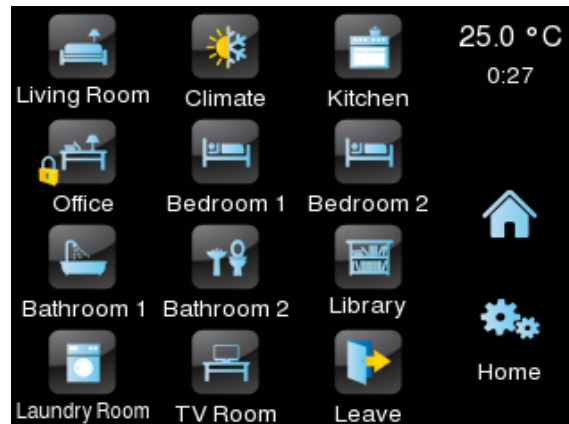 Living Room
Climate
Kitchen
25.0 °C
0:27
Office
Bedroom 1
Bedroom 2
Bathroom 1
Bathroom 2
Library
Laundry Room
TV Room
Leave
Home